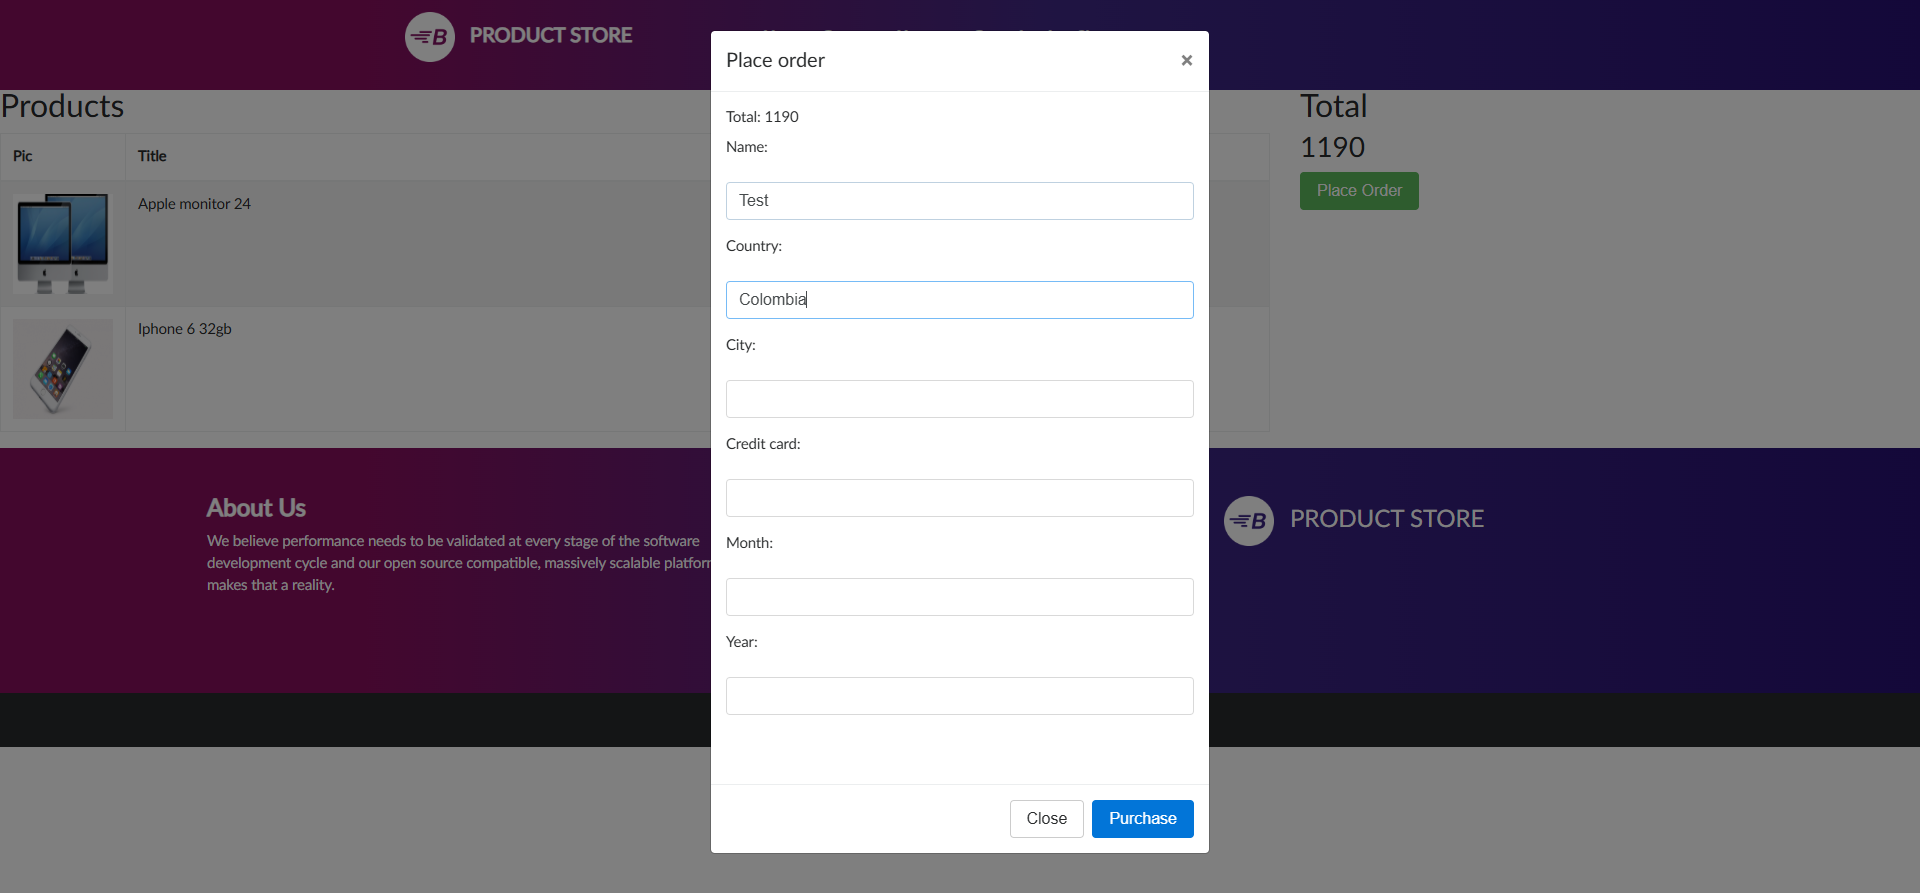 B PRODUCT STORE
Place order ×
Products
Total
Total: 1190
1190
Name:
Pic Title
Place Order
Test
Apple monitor 24
Country:
Colombia
Iphone 6 32gb
City:
Credit card:
About Us
B PRODUCT STORE
We believe performance needs to be validated at every stage of the software
development cycle and our open source compatible, massively scalable platfor
makes that a reality.
Month:
Year:
Close Purchase